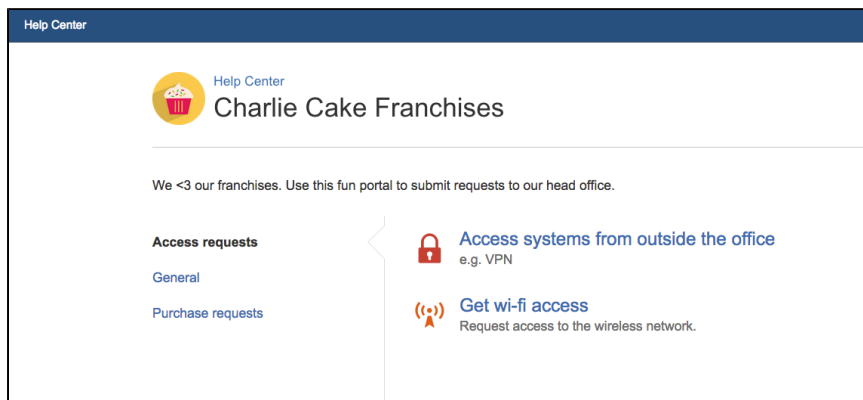 Help Center
Help Center
Charlie Cake Franchises
We <3 our franchises. Use this fun portal to submit requests to our head office.
Access requests
General
Purchase requests
Access systems from outside the office
e.g. VPN
Get wi-fi access
Request access to the wireless network.